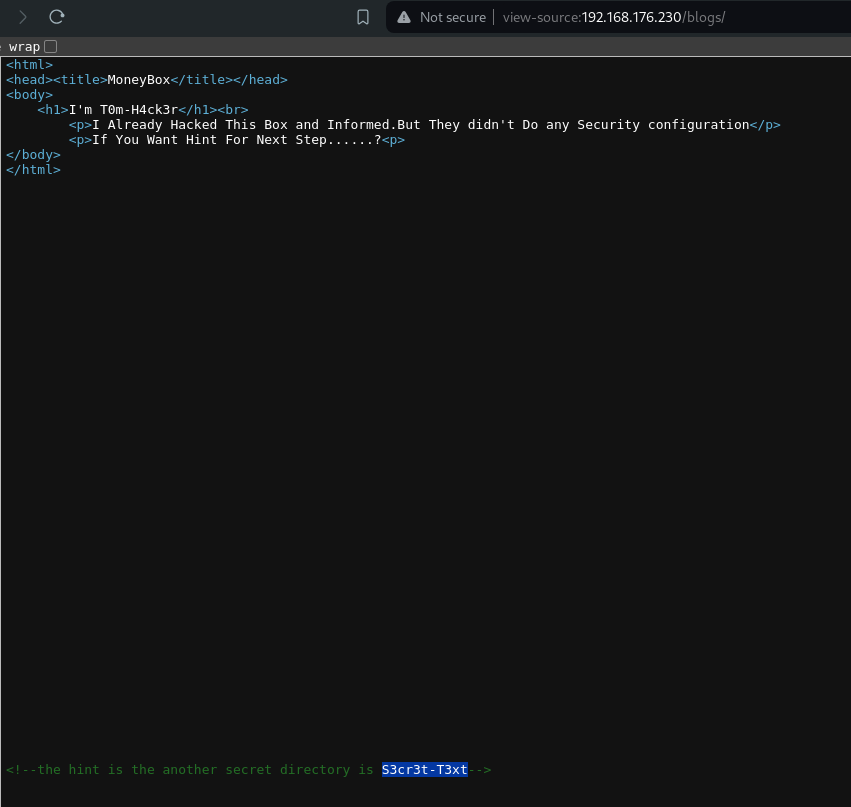 Not secure view-source:192.168.176.230/blogs/
wrap
<html>
<head><title>MoneyBox</title></head>
<body>
<h1>I'm T0m-H4ck3r</h1><br>
<p>I Already Hacked This Box and Informed.But They didn't Do any Security configuration</p>
<p>If You Want Hint For Next Step......?<p>
</body>
</html>
<!--the hint is the another secret directory is S3cr3t-T3xt-->